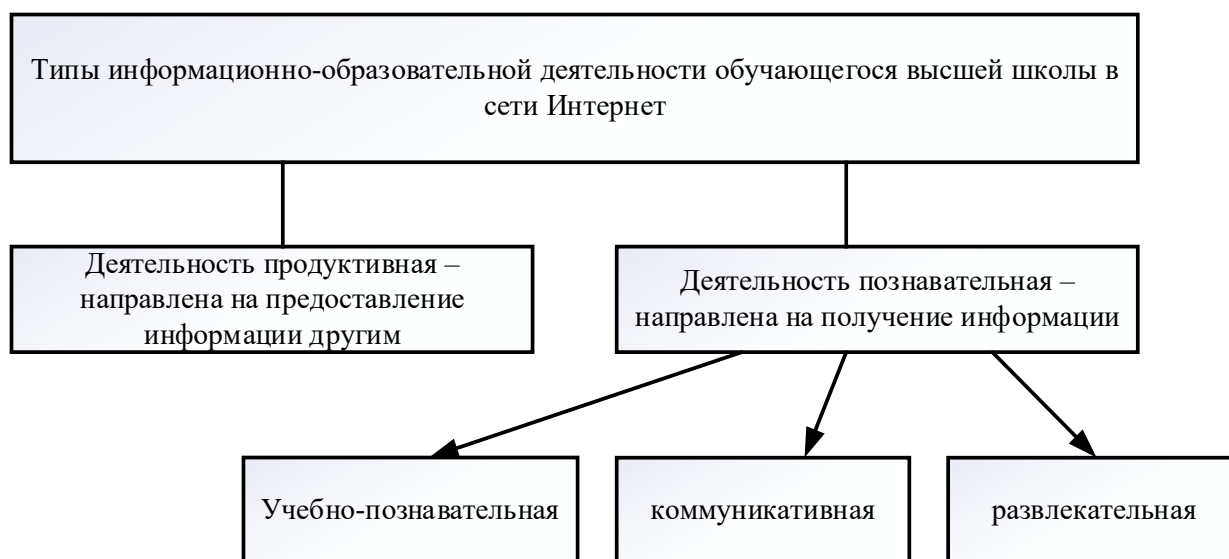 Типы информационно-образовательной деятельности обучающегося высшей школы в
сети Интернет
Деятельность продуктивная –
направлена на предоставление
информации другим
Деятельность познавательная –
направлена на получение информации
Учебно-познавательная
коммуникативная
развлекательная